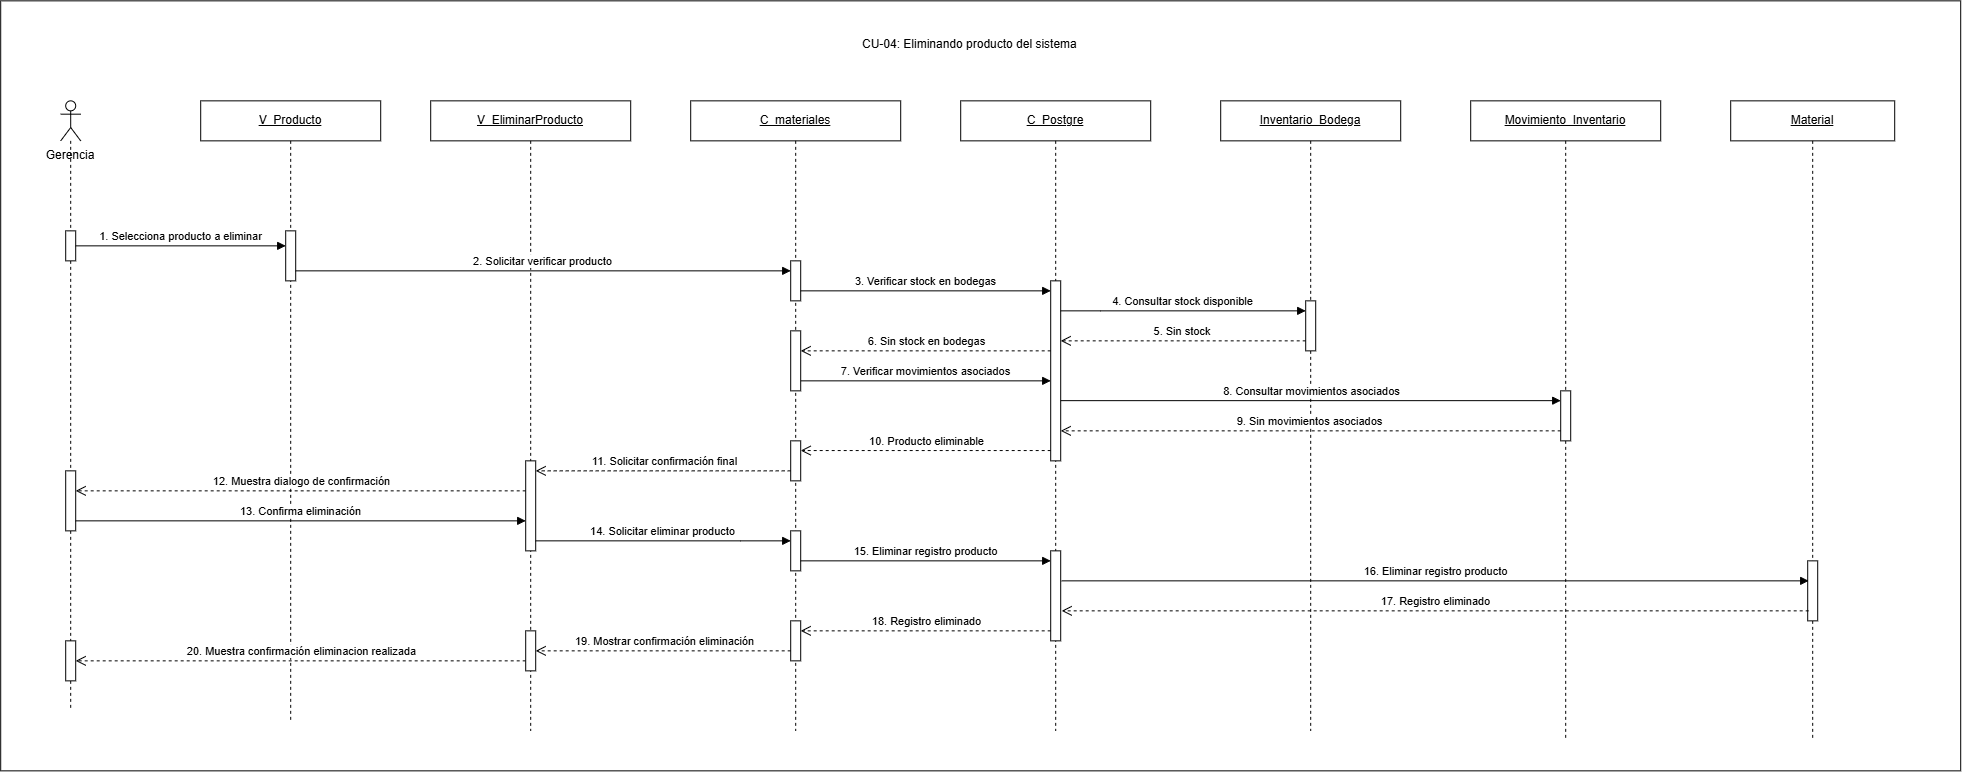 CU-04: Eliminando producto del sistema
Gerencia
V_Producto
V_EliminarProducto
C_materiales
C_Postgre
Inventario_Bodega
Movimiento_Inventario
Material
1. Selecciona producto a eliminar
2. Solicitar verificar producto
3. Verificar stock en bodegas
4. Consultar stock disponible
5. Sin stock
6. Sin stock en bodegas
7. Verificar movimientos asociados
8. Consultar movimientos asociados
9. Sin movimientos asociados
10. Producto eliminable
11. Solicitar confirmación final
12. Muestra dialogo de confirmación
13. Confirma eliminación
14. Solicitar eliminar producto
15. Eliminar registro producto
16. Eliminar registro producto
17. Registro eliminado
18. Registro eliminado
19. Mostrar confirmación eliminación
20. Muestra confirmación eliminacion realizada